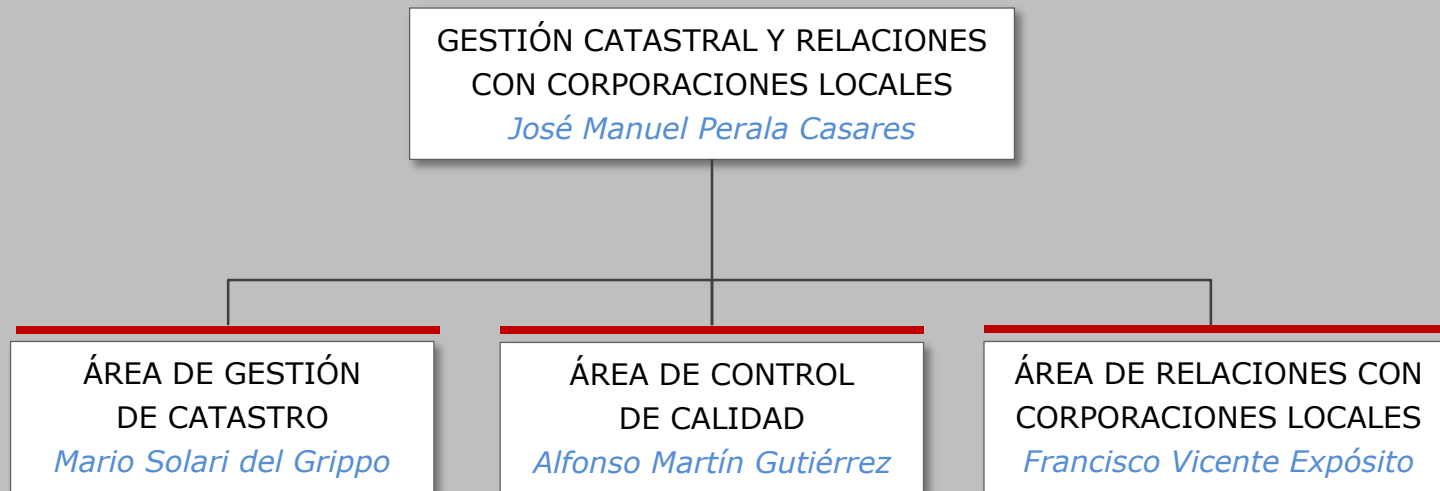 GESTIÓN CATASTRAL Y RELACIONES
CON CORPORACIONES LOCALES
José Manuel Perala Casares
ÁREA DE GESTIÓN
DE CATASTRO
Mario Solari del Grippo
ÁREA DE CONTROL
DE CALIDAD
Alfonso Martín Gutiérrez
ÁREA DE RELACIONES CON
CORPORACIONES LOCALES
Francisco Vicente Expósito